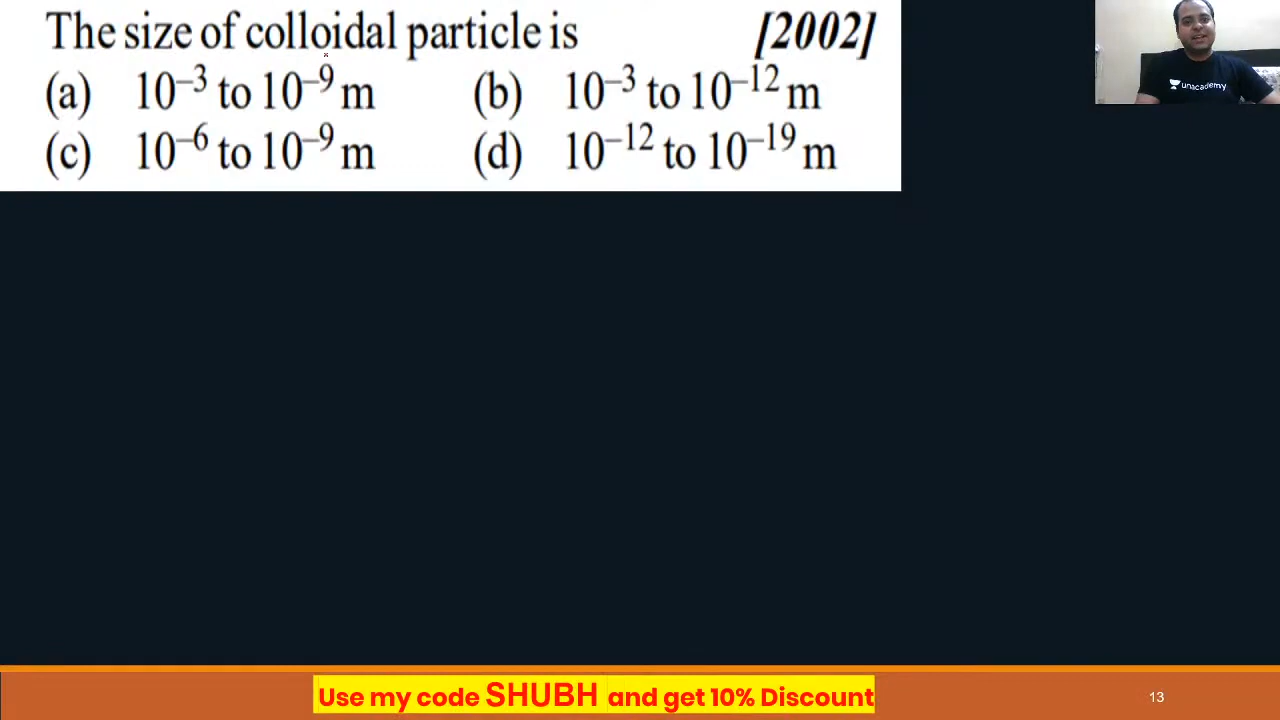 The size of colloidal particle is [2002]
(a) 10⁻³ to 10⁻⁹ m (b) 10⁻³ to 10⁻¹² m
(c) 10⁻⁶ to 10⁻⁹ m (d) 10⁻¹² to 10⁻¹⁹ m
unacademy
Use my code SHUBH and get 10% Discount
13